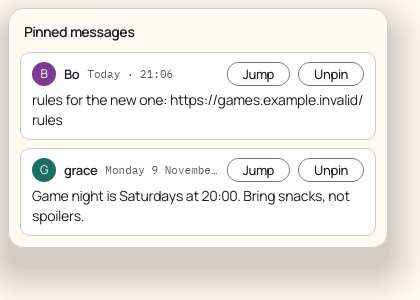 Pinned messages
B Bo Today · 21:06 Jump Unpin
rules for the new one: https://games.example.invalid/
rules
G grace Monday 9 Novembe… Jump Unpin
Game night is Saturdays at 20:00. Bring snacks, not
spoilers.